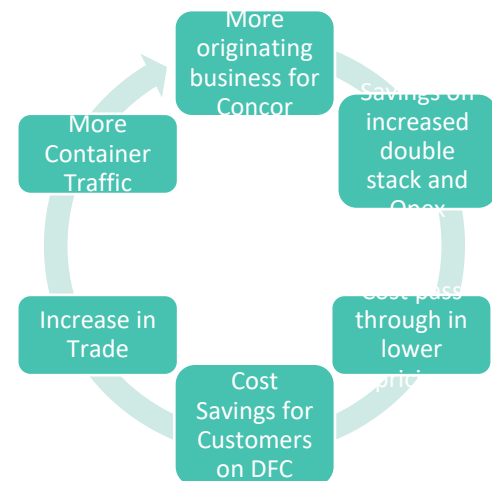 More
originating
business for
Concor
Savings on
increased
double
stack and
Opex
Cost pass
through in
lower
Cost
Savings for
Customers
on DFC
Increase in
Trade
More
Container
Traffic